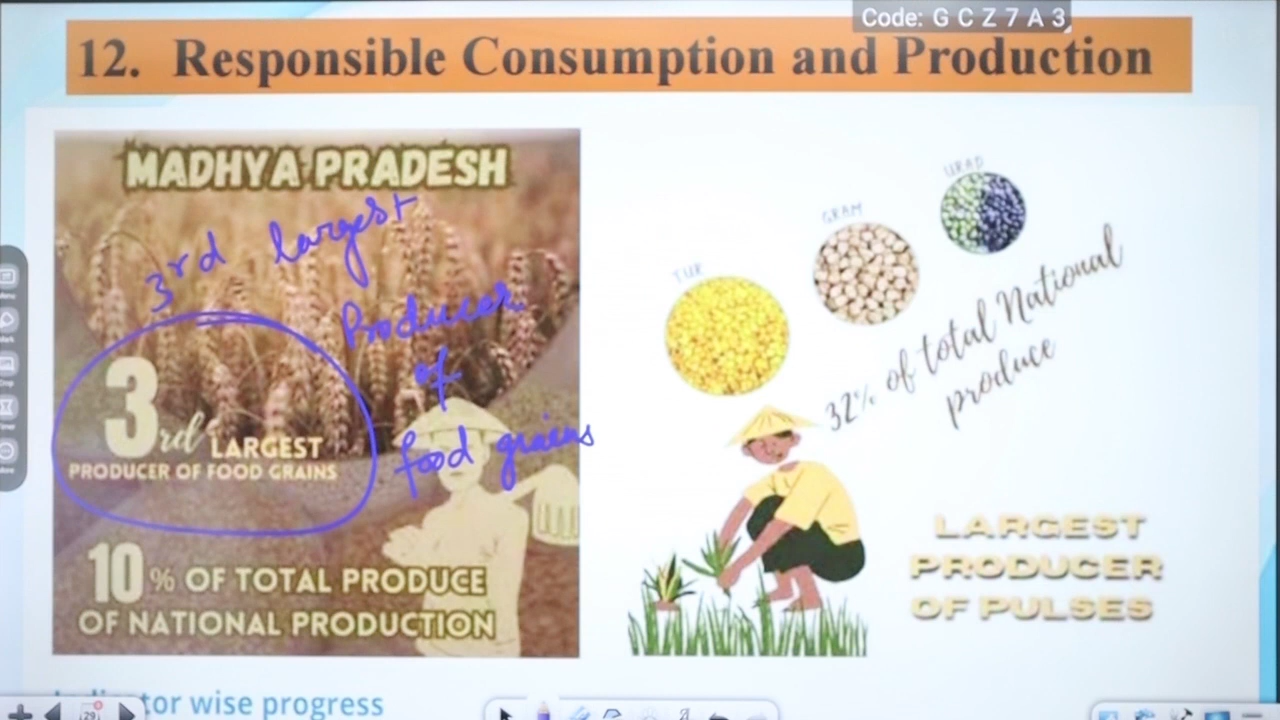 Code: G C Z 7 A 3
12. Responsible Consumption and Production
MADHYA PRADESH
3rd largest
Producer
of
food grains
3rd LARGEST
PRODUCER OF FOOD GRAINS
10% OF TOTAL PRODUCE
OF NATIONAL PRODUCTION
TUR
GRAM
URAD
32% of total National
produce
LARGEST
PRODUCER
OF PULSES
wise progress
29